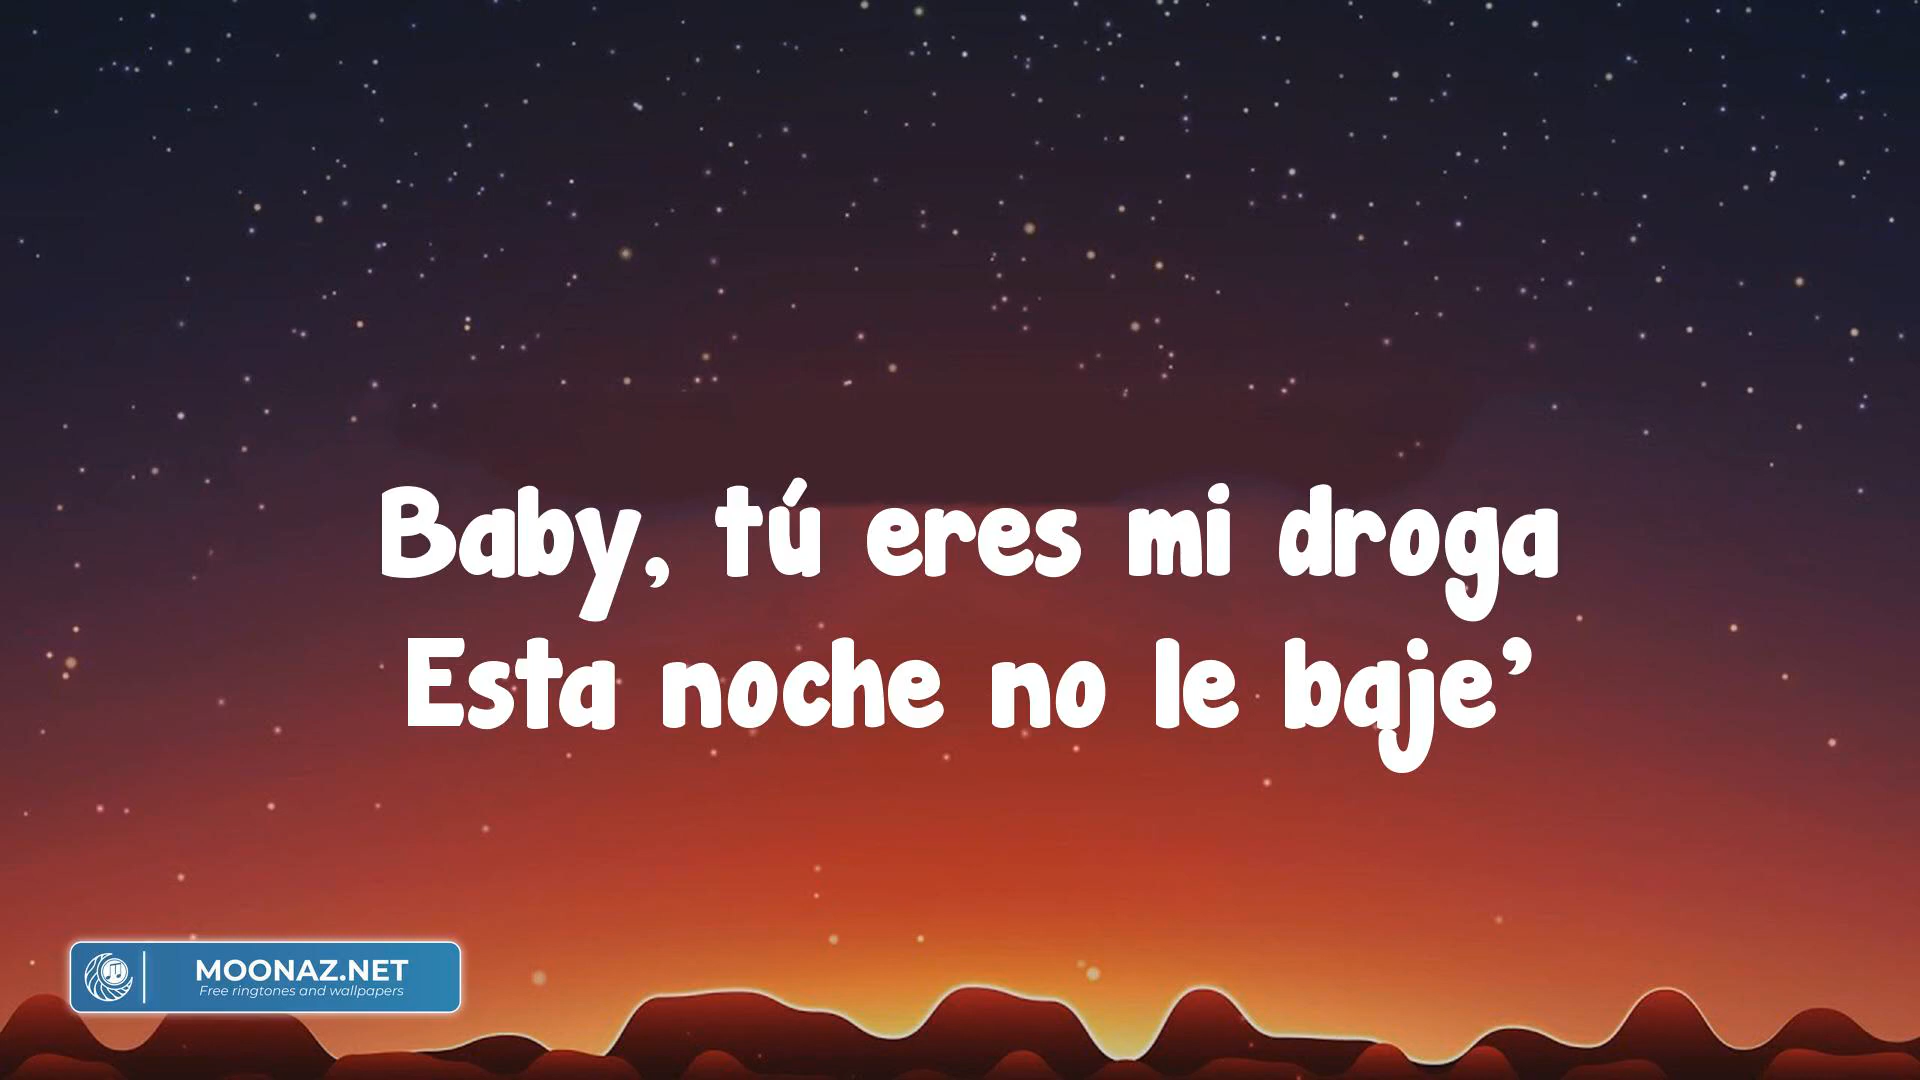 Baby, tú eres mi droga
Esta noche no le baje’
MOONAZ.NET
Free ringtones and wallpapers